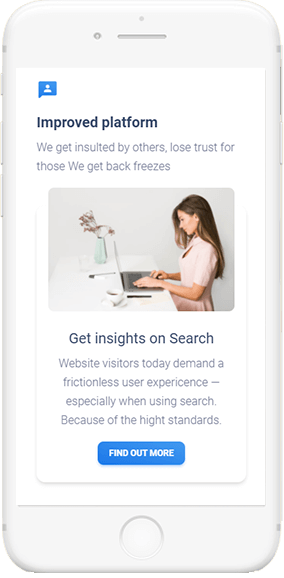 Improved platform
We get insulted by others, lose trust for
those We get back freezes
Get insights on Search
Website visitors today demand a
frictionless user expericence —
especially when using search.
Because of the hight standards.
FIND OUT MORE